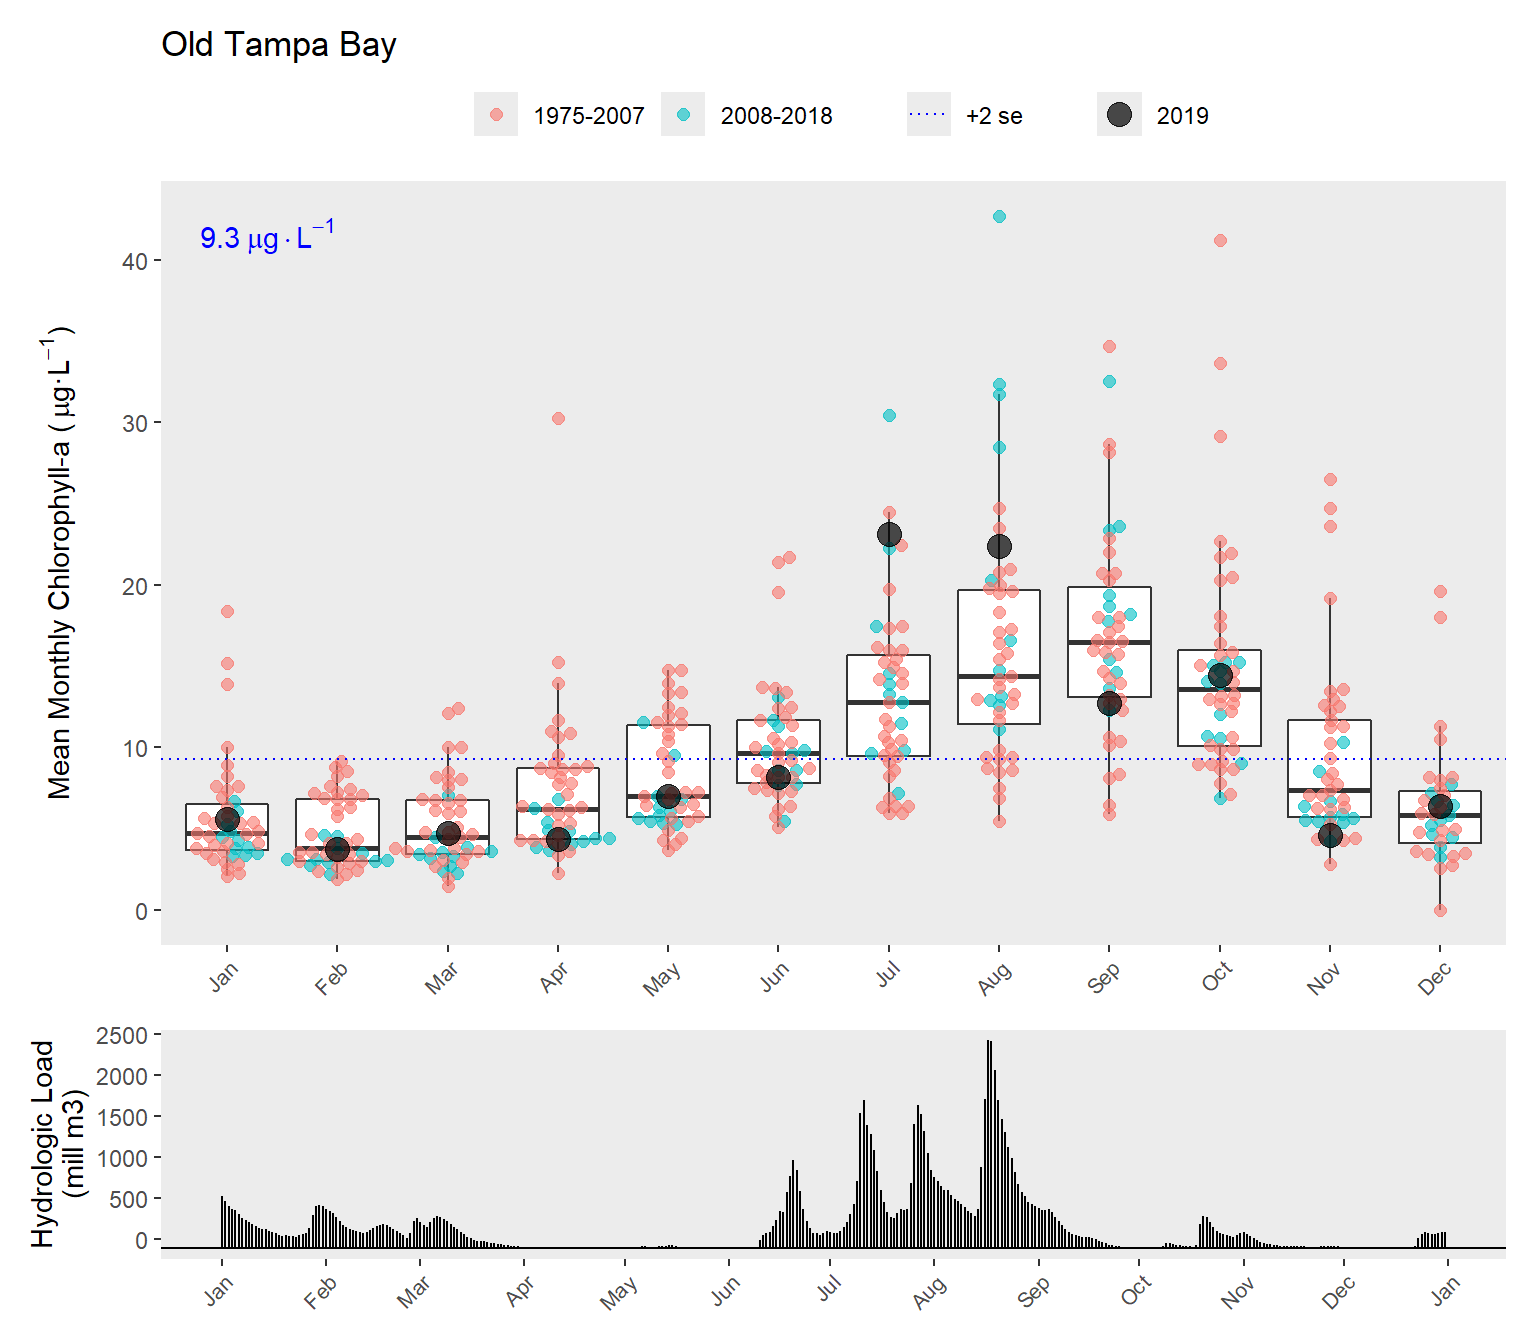 Old Tampa Bay
1975-2007 2008-2018 +2 se 2019
9.3 μg·L⁻¹
Mean Monthly Chlorophyll-a ( μg·L⁻¹)
40
30
20
10
0
Jan Feb Mar Apr May Jun Jul Aug Sep Oct Nov Dec
Hydrologic Load
(mill m3)
2500
2000
1500
1000
500
0
Jan Feb Mar Apr May Jun Jul Aug Sep Oct Nov Dec Jan